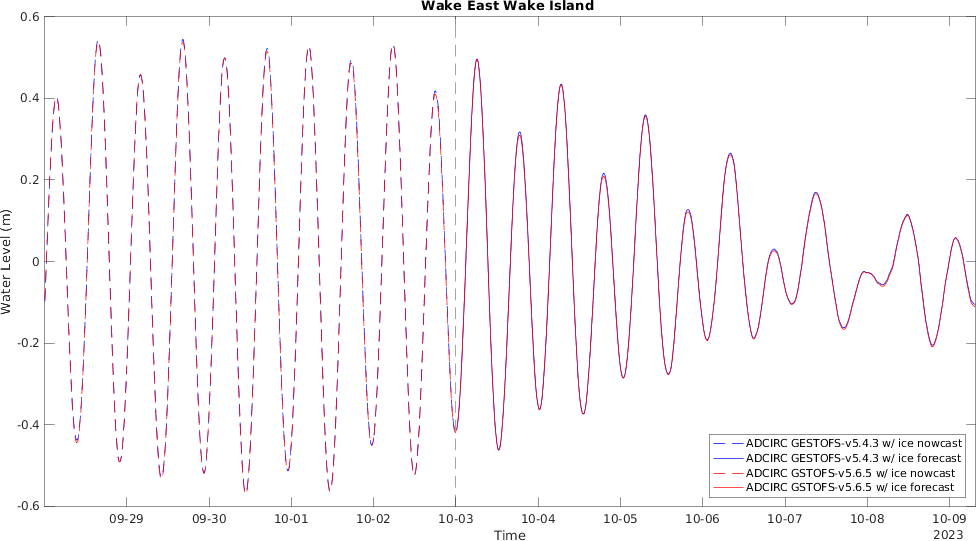 Wake East Wake Island
0.6
0.4
0.2
0
-0.2
-0.4
-0.6
Water Level (m)
09-29 09-30 10-01 10-02 10-03 10-04 10-05 10-06 10-07 10-08 10-09
2023
Time
ADCIRC GESTOFS-v5.4.3 w/ ice nowcast
ADCIRC GESTOFS-v5.4.3 w/ ice forecast
ADCIRC GSTOFS-v5.6.5 w/ ice nowcast
ADCIRC GSTOFS-v5.6.5 w/ ice forecast